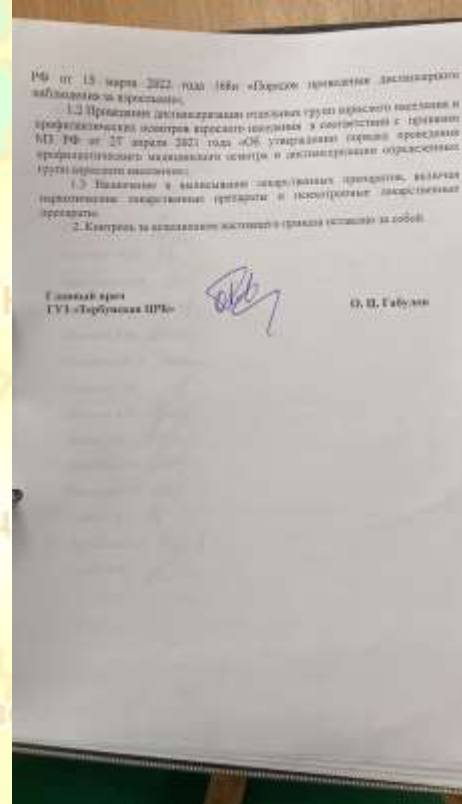 РФ от 15 марта 2022 года 168н «Порядок проведения диспансерного
наблюдения за взрослыми»;
1.2 Проведение диспансеризации отдельных групп взрослого населения и
профилактических осмотров взрослого населения в соответствии с приказом
МЗ РФ от 27 апреля 2021 года «Об утверждении порядка проведения
профилактического медицинского осмотра и диспансеризации определенных
групп взрослого населения»;
1.3 Назначение и выписывание лекарственных препаратов, включая
наркотические лекарственные препараты и психотропные лекарственные
препараты.
2. Контроль за исполнением настоящего приказа оставляю за собой.
Главный врач
ГУЗ «Тербунская ЦРБ»
О. Ц. Габулов